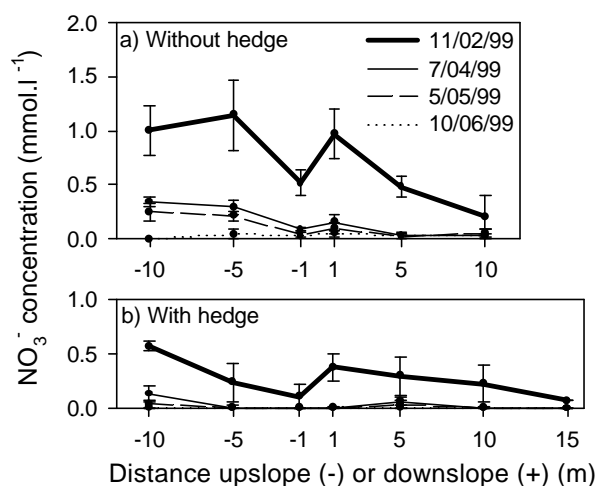 a) Without hedge
11/02/99
7/04/99
5/05/99
10/06/99
2.0
1.5
1.0
0.5
0.0
-10 -5 -1 1 5 10
b) With hedge
1.0
0.5
0.0
-10 -5 -1 1 5 10 15
NO₃⁻ concentration (mmol.l⁻¹)
Distance upslope (-) or downslope (+) (m)